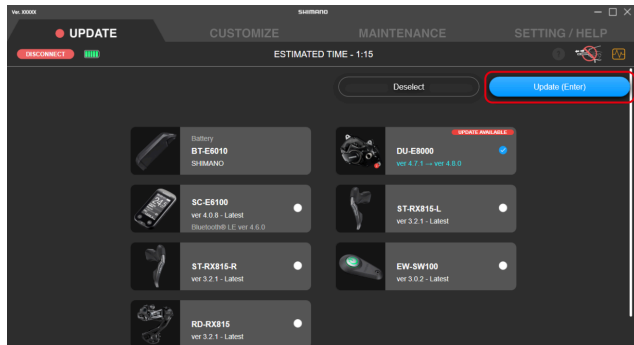 Ver. XXXXX
SHIMANO
UPDATE
CUSTOMIZE
MAINTENANCE
SETTING / HELP
DISCONNECT
ESTIMATED TIME - 1:15
Deselect
Update (Enter)
Battery
BT-E6010
SHIMANO
UPDATE AVAILABLE
DU-E8000
ver 4.7.1 → ver 4.8.0
SC-E6100
ver 4.0.8 - Latest
Bluetooth® LE ver 4.6.0
ST-RX815-L
ver 3.2.1 - Latest
ST-RX815-R
ver 3.2.1 - Latest
EW-SW100
ver 3.0.2 - Latest
RD-RX815
ver 3.2.1 - Latest